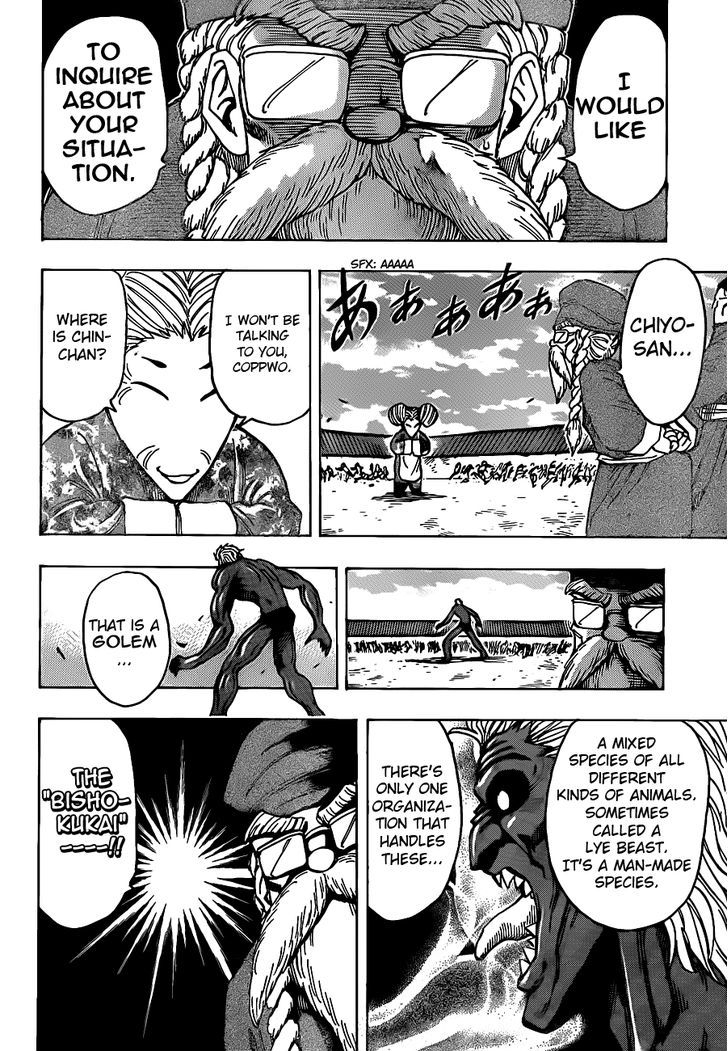 I
WOULD
LIKE
TO
INQUIRE
ABOUT
YOUR
SITUA-
TION.
SFX: AAAAA
あぁぁぁぁ
CHIYO-
SAN...
I WON'T BE
TALKING
TO YOU,
COPPWO.
WHERE
IS CHIN-
CHAN?
THAT IS A
GOLEM
...
A MIXED
SPECIES OF ALL
DIFFERENT
KINDS OF ANIMALS.
SOMETIMES
CALLED A
LYE BEAST.
IT'S A MAN-MADE
SPECIES.
THERE'S
ONLY ONE
ORGANIZA-
TION THAT
HANDLES
THESE...
THE
"BISHO-
KUKAI"
----!!